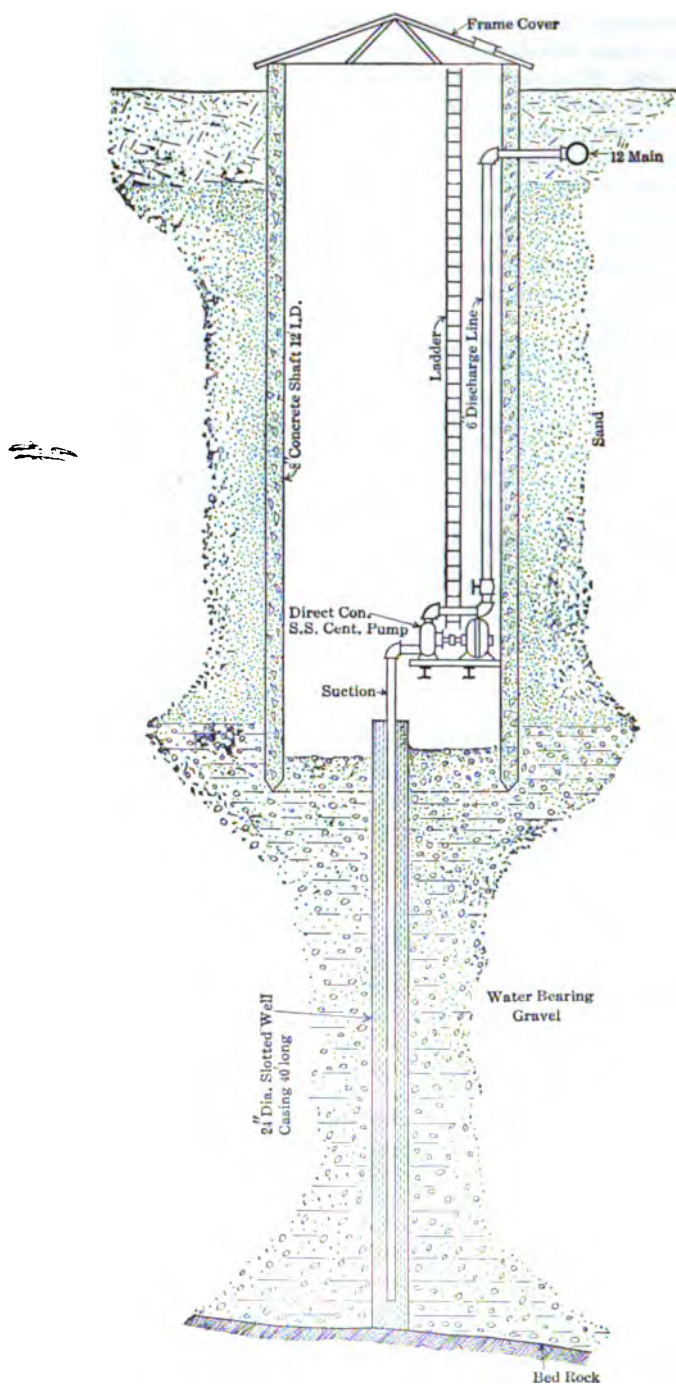 Frame Cover
12" Main
8" Concrete Shaft 12' I.D.
Ladder
6" Discharge Line
Sand
Direct Con.
S.S. Cent. Pump
Suction
Water Bearing
Gravel
24" Dia. Slotted Well
Casing 40' long
Bed Rock